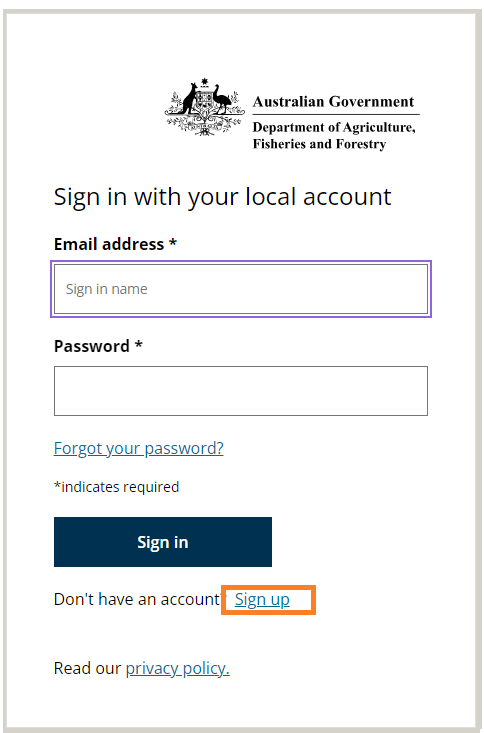 Australian Government
Department of Agriculture,
Fisheries and Forestry
Sign in with your local account
Email address *
Sign in name
Password *
Forgot your password?
*indicates required
Sign in
Don't have an account? Sign up
Read our privacy policy.